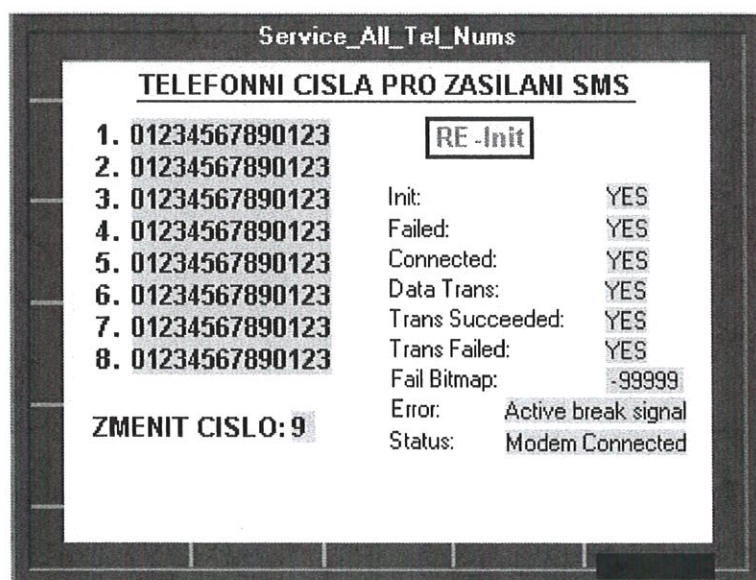 Service_All_Tel_Nums
TELEFONNI CISLA PRO ZASILANI SMS
1. 01234567890123
2. 01234567890123
3. 01234567890123
4. 01234567890123
5. 01234567890123
6. 01234567890123
7. 01234567890123
8. 01234567890123
ZMENIT CISLO: 9
RE-Init
Init: YES
Failed: YES
Connected: YES
Data Trans: YES
Trans Succeeded: YES
Trans Failed: YES
Fail Bitmap: -99999
Error: Active break signal
Status: Modem Connected